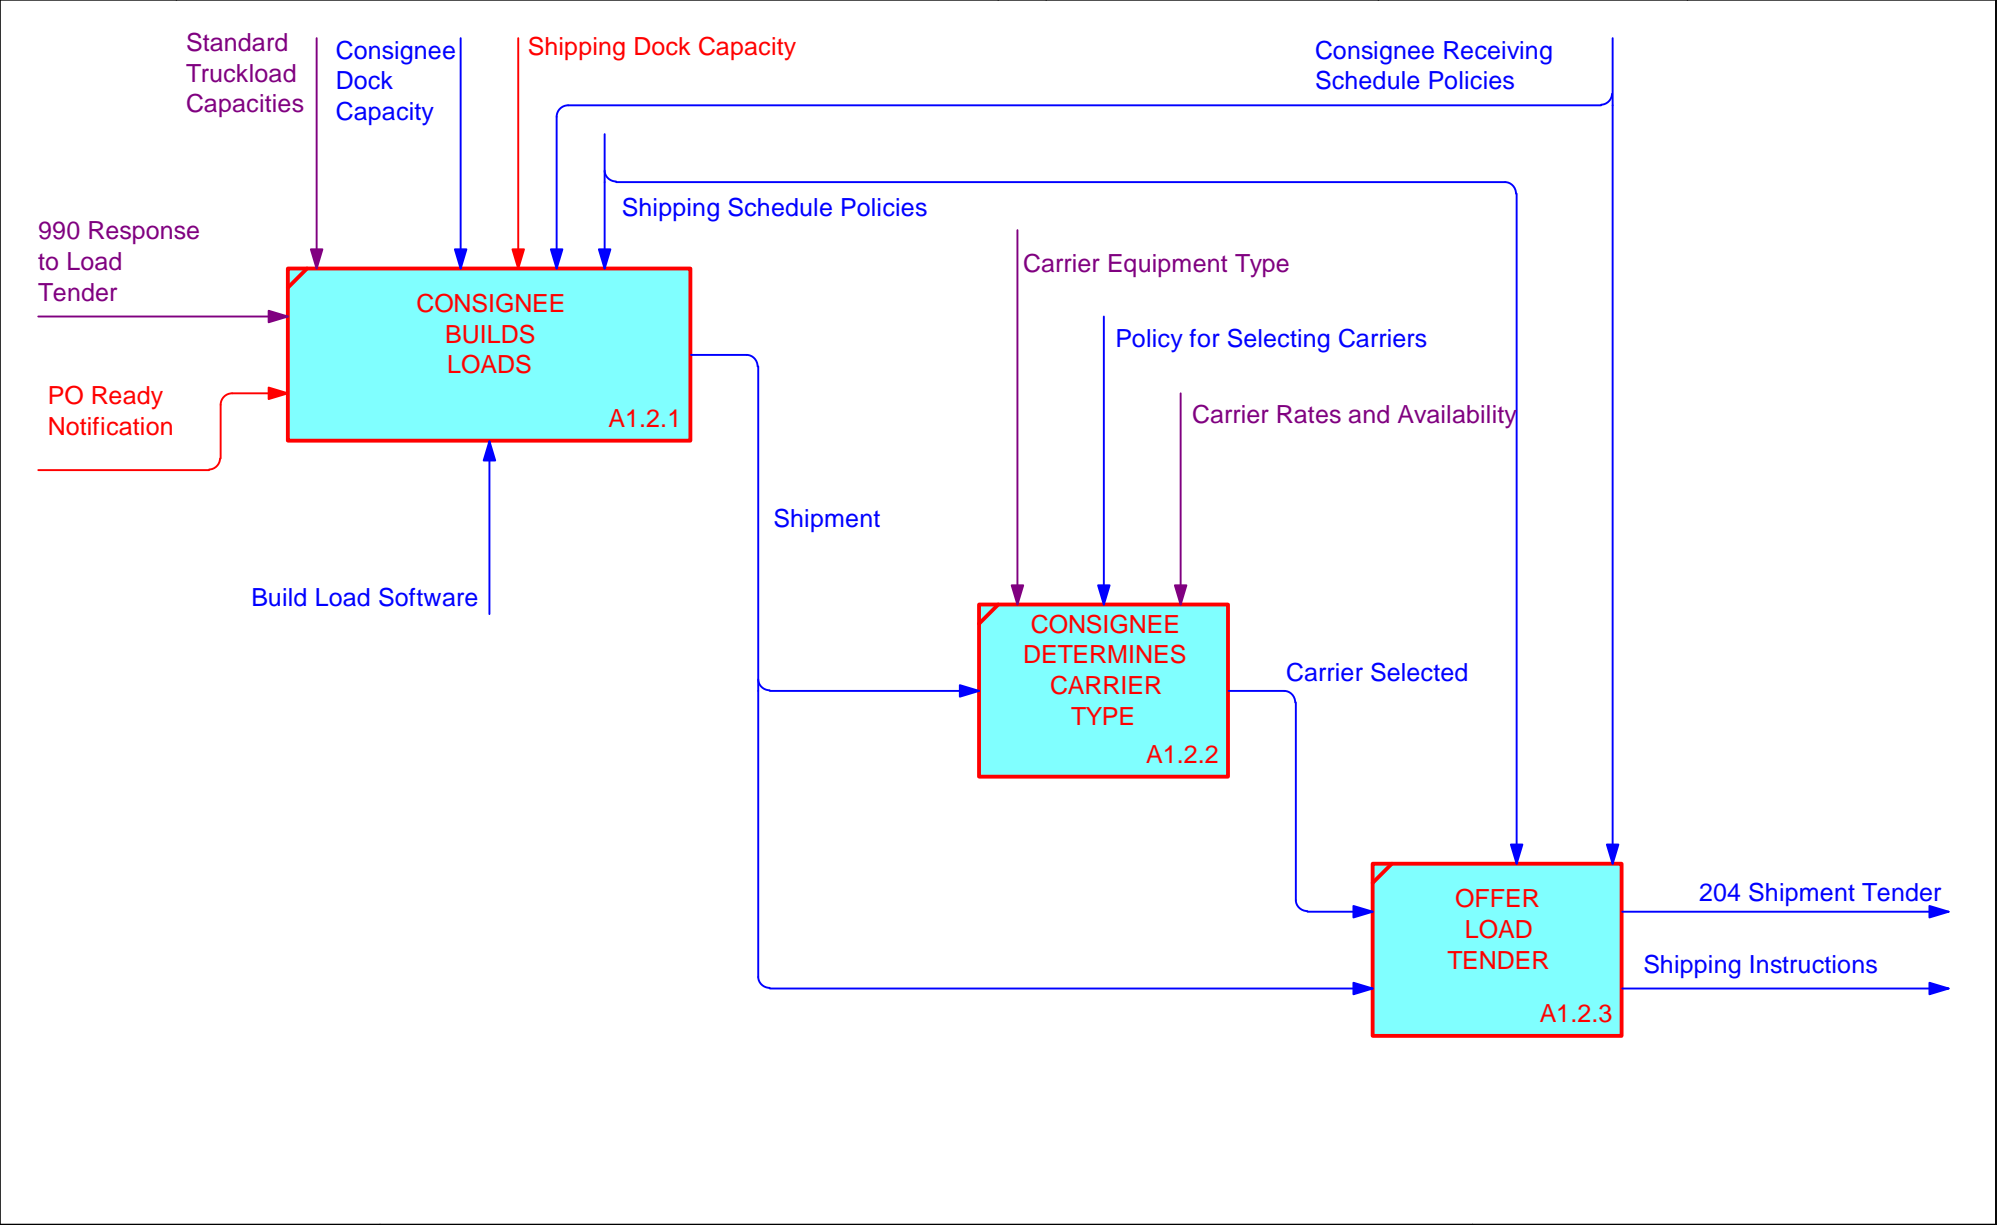 Standard
Truckload
Capacities
Consignee
Dock
Capacity
Shipping Dock Capacity
Consignee Receiving
Schedule Policies
Shipping Schedule Policies
990 Response
to Load
Tender
Carrier Equipment Type
CONSIGNEE
BUILDS
LOADS
A1.2.1
Policy for Selecting Carriers
PO Ready
Notification
Carrier Rates and Availability
Shipment
Build Load Software
CONSIGNEE
DETERMINES
CARRIER
TYPE
A1.2.2
Carrier Selected
OFFER
LOAD
TENDER
A1.2.3
204 Shipment Tender
Shipping Instructions